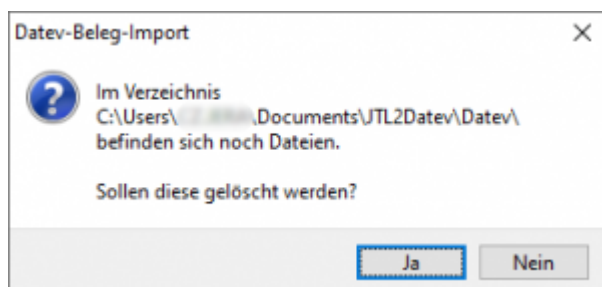 Datev-Beleg-Import
Im Verzeichnis
C:\Users\ \Documents\JTL2Datev\Datev\
befinden sich noch Dateien.
Sollen diese gelöscht werden?
Ja
Nein